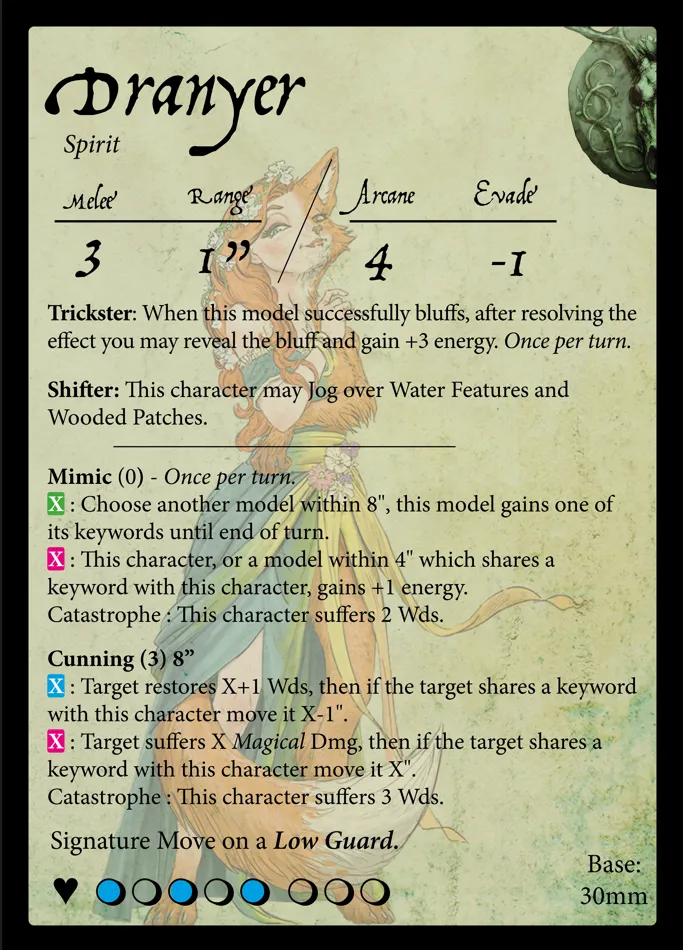 Dranyer
Spirit
Melee Range Arcane Evade
3 1” 4 -1
Trickster: When this model successfully bluffs, after resolving the
effect you may reveal the bluff and gain +3 energy. Once per turn.
Shifter: This character may Jog over Water Features and
Wooded Patches.
Mimic (0) - Once per turn.
X : Choose another model within 8", this model gains one of
its keywords until end of turn.
X : This character, or a model within 4" which shares a
keyword with this character, gains +1 energy.
Catastrophe : This character suffers 2 Wds.
Cunning (3) 8”
X : Target restores X+1 Wds, then if the target shares a keyword
with this character move it X-1".
X : Target suffers X Magical Dmg, then if the target shares a
keyword with this character move it X".
Catastrophe : This character suffers 3 Wds.
Signature Move on a Low Guard.
Base:
30mm